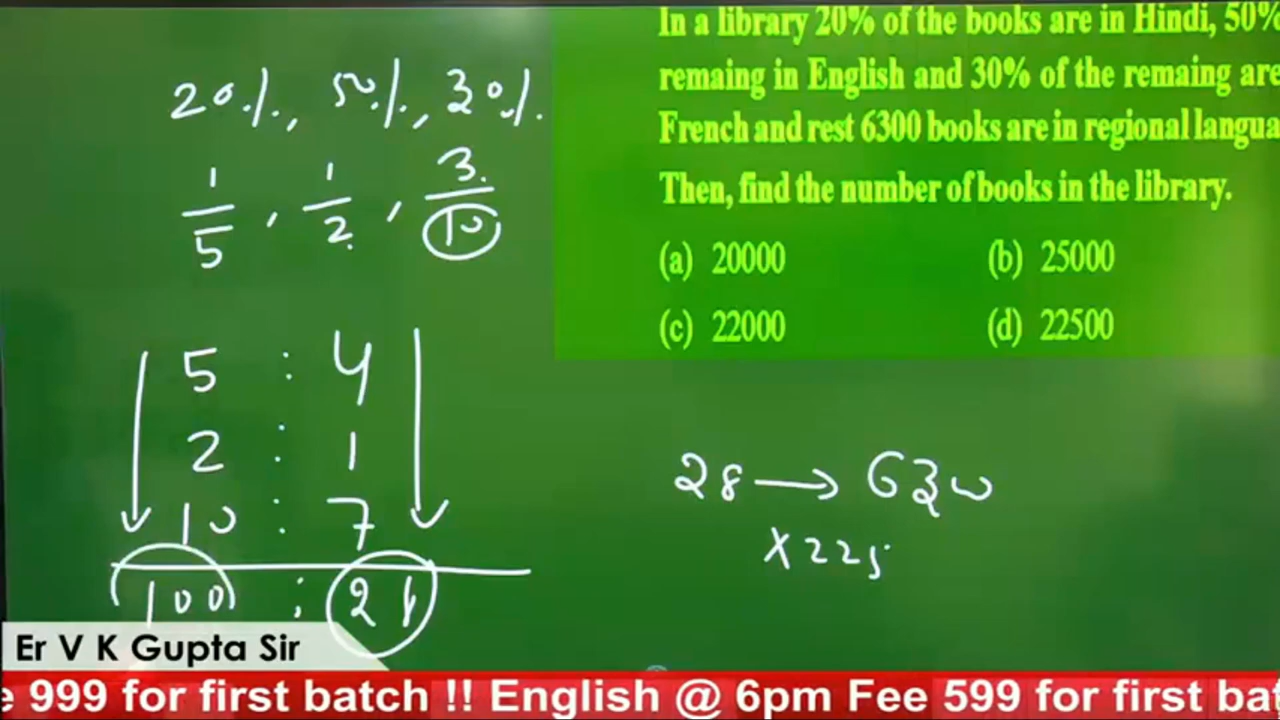 In a library 20% of the books are in Hindi, 50%
remaing in English and 30% of the remaing are
French and rest 6300 books are in regional langua
Then, find the number of books in the library.
(a) 20000 (b) 25000
(c) 22000 (d) 22500
20%, 50%, 30%.
1/5, 1/2, 3/10
5 : 4
2 : 1
10 : 7
100 : 28
28 → 6300
X225
Er V K Gupta Sir
e 999 for first batch !! English @ 6pm Fee 599 for first bat